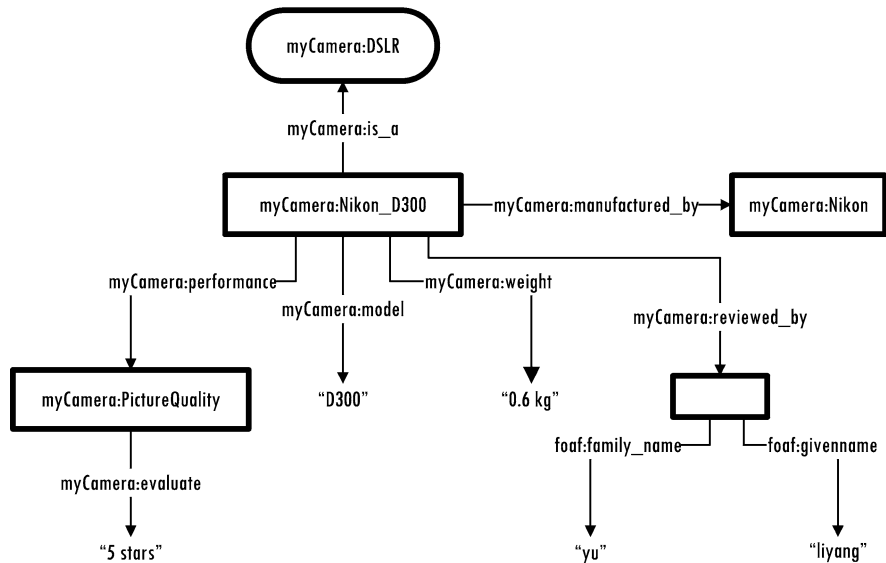 myCamera:DSLR
myCamera:is_a
myCamera:Nikon_D300
myCamera:manufactured_by
myCamera:Nikon
myCamera:performance
myCamera:weight
myCamera:model
myCamera:reviewed_by
myCamera:PictureQuality
“D300”
“0.6 kg”
foaf:family_name
foaf:givenname
myCamera:evaluate
“5 stars”
“yu”
“liyang”